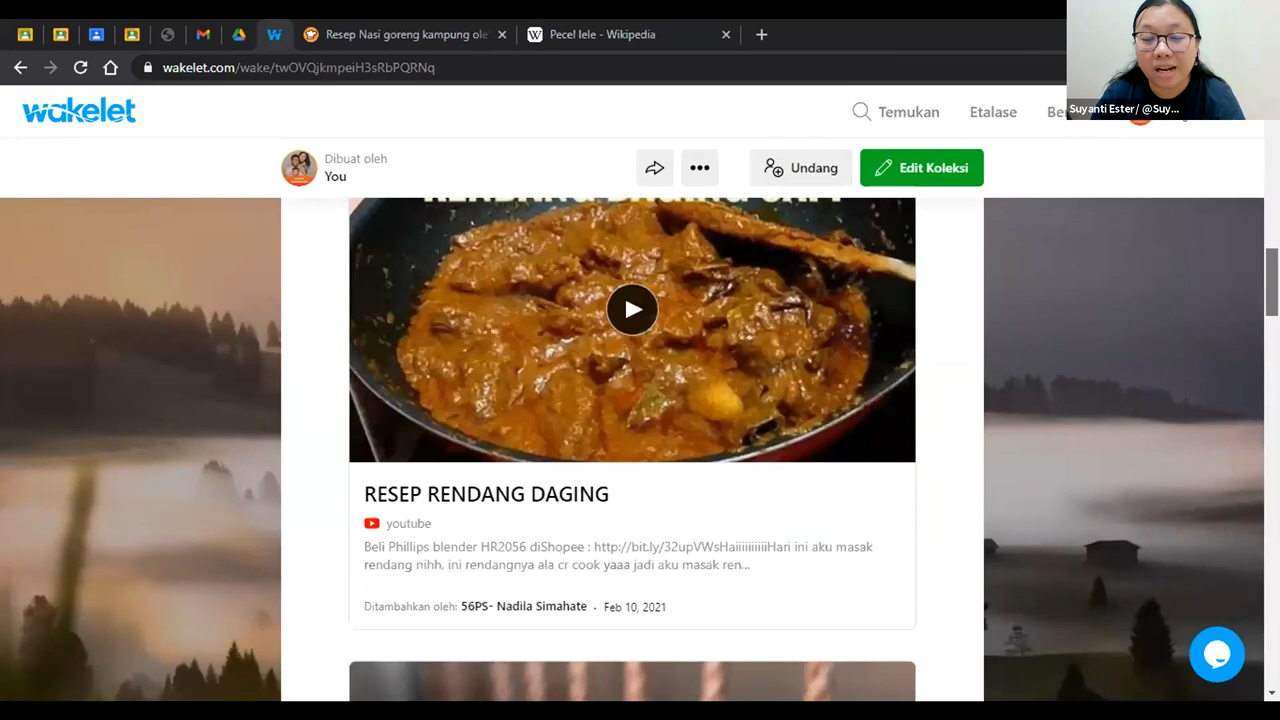 Resep Nasi goreng kampung ole
Pecel lele - Wikipedia
wakelet.com/wake/twOVQjkmpeiH3sRbPQRNq
Suyanti Ester/ @Suy...
wakelet
Temukan
Etalase
Be
Dibuat oleh
You
Undang
Edit Koleksi
RESEP RENDANG DAGING
youtube
Beli Phillips blender HR2056 diShopee : http://bit.ly/32upVWsHaiiiiiiiiiiHari ini aku masak
rendang nihh, ini rendangnya ala cr cook yaaa jadi aku masak ren...
Ditambahkan oleh: 56PS- Nadila Simahate · Feb 10, 2021